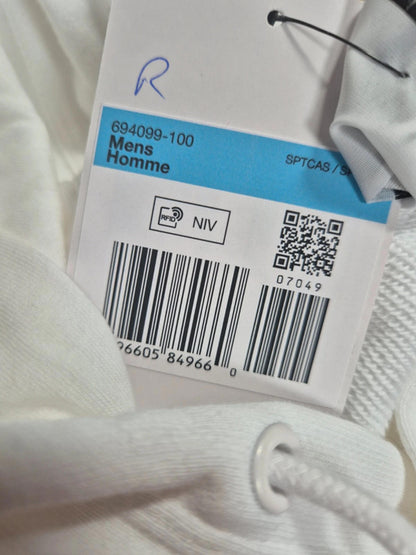 R
694099-100
Mens
Homme
SPTCAS /
RFID
NIV
07049
96605 84966 0